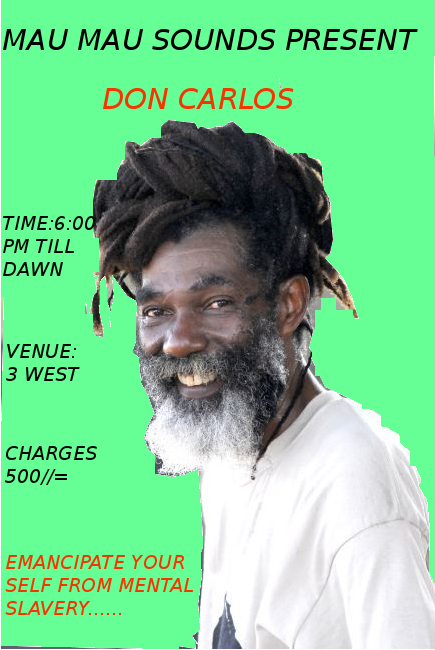 MAU MAU SOUNDS PRESENT
DON CARLOS
TIME:6:00
PM TILL
DAWN
VENUE:
3 WEST
CHARGES
500//=
EMANCIPATE YOUR
SELF FROM MENTAL
SLAVERY......